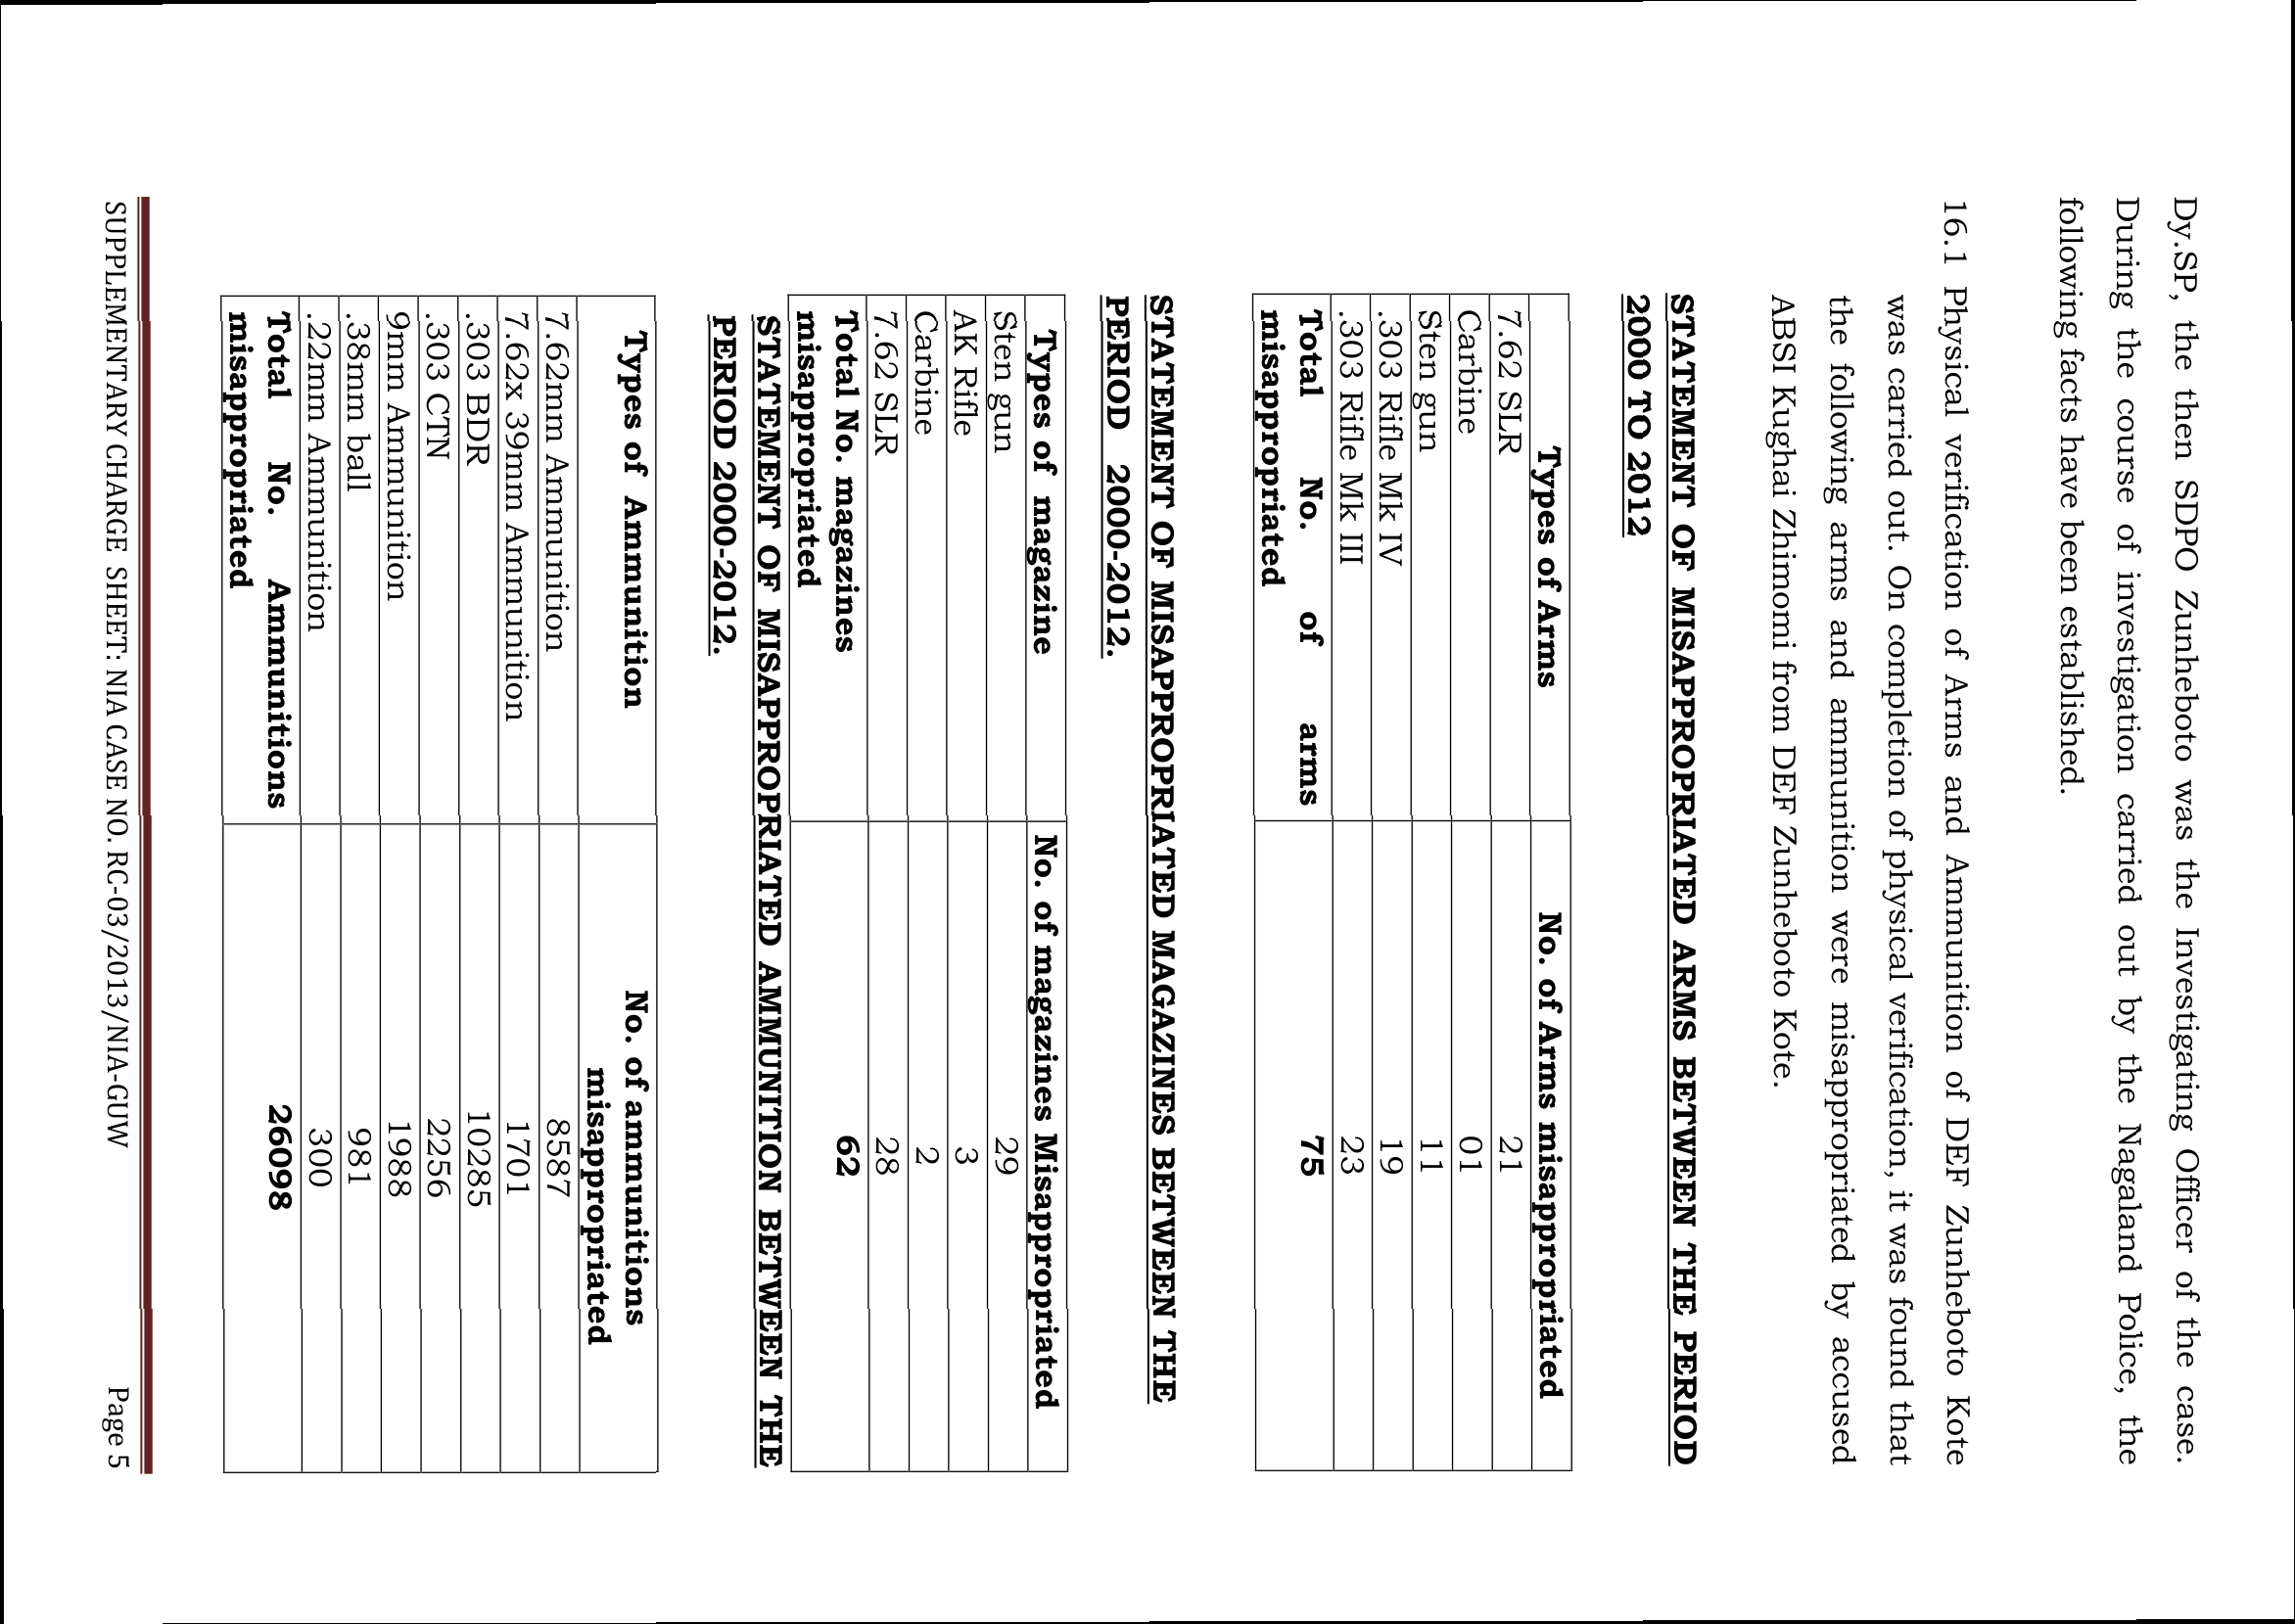 Dy.SP, the then SDPO Zunheboto was the Investigating Officer of the case.
During the course of investigation carried out by the Nagaland Police, the
following facts have been established.
16.1 Physical verification of Arms and Ammunition of DEF Zunheboto Kote
was carried out. On completion of physical verification, it was found that
the following arms and ammunition were misappropriated by accused
ABSI Kughai Zhimomi from DEF Zunheboto Kote.
STATEMENT OF MISAPPROPRIATED ARMS BETWEEN THE PERIOD
2000 TO 2012
Types of Arms No. of Arms misappropriated
7.62 SLR 21
Carbine 01
Sten gun 11
.303 Rifle Mk IV 19
.303 Rifle Mk III 23
Total No. of arms 75
misappropriated
STATEMENT OF MISAPPROPRIATED MAGAZINES BETWEEN THE
PERIOD 2000-2012.
Types of magazine No. of magazines Misappropriated
Sten gun 29
AK Rifle 3
Carbine 2
7.62 SLR 28
Total No. magazines 62
misappropriated
STATEMENT OF MISAPPROPRIATED AMMUNITION BETWEEN THE
PERIOD 2000-2012.
Types of Ammunition No. of ammunitions
misappropriated
7.62mm Ammunition 8587
7.62x 39mm Ammunition 1701
.303 BDR 10285
.303 CTN 2256
9mm Ammunition 1988
.38mm ball 981
.22mm Ammunition 300
Total No. Ammunitions 26098
misappropriated
SUPPLEMENTARY CHARGE SHEET: NIA CASE NO. RC-03/2013/NIA-GUW Page 5